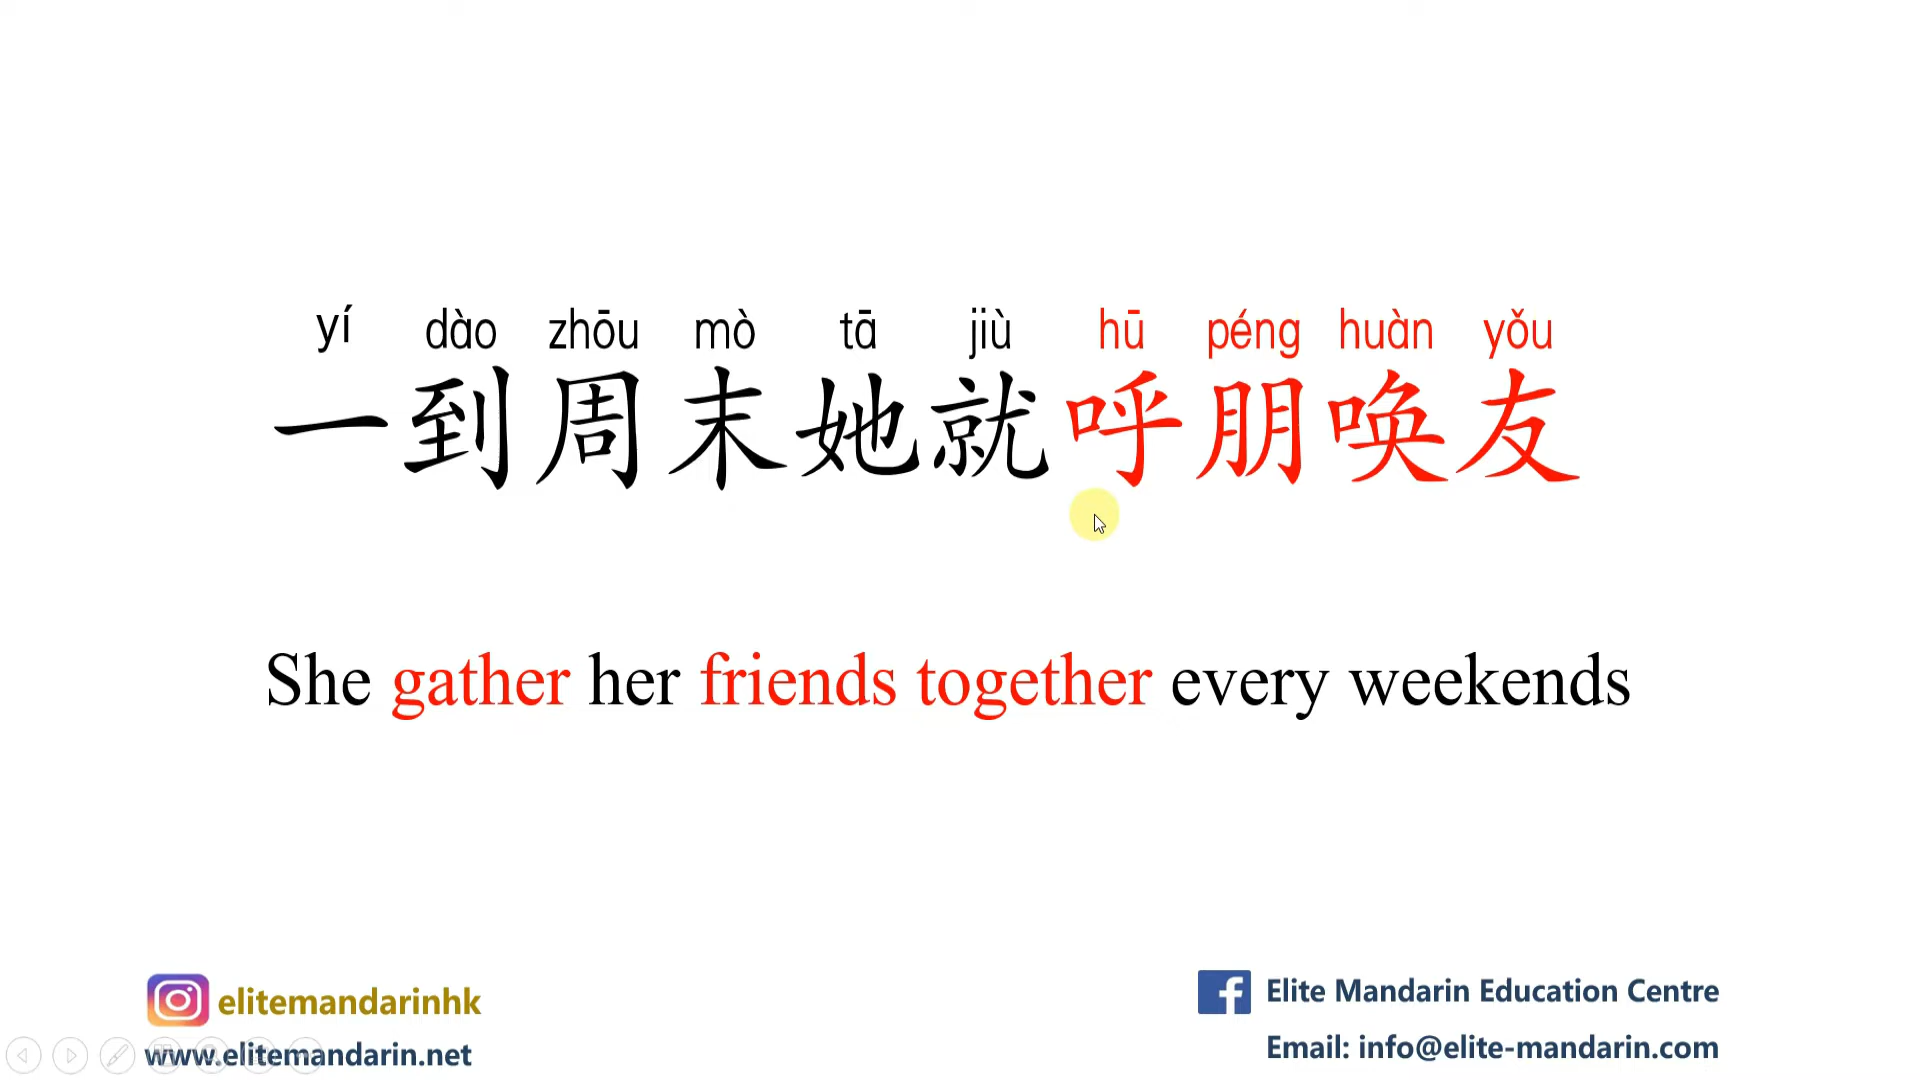 yí dào zhōu mò tā jiù hū péng huàn yǒu
一到周末她就呼朋唤友
She gather her friends together every weekends
elitemandarinhk
www.elitemandarin.net
Elite Mandarin Education Centre
Email: info@elite-mandarin.com